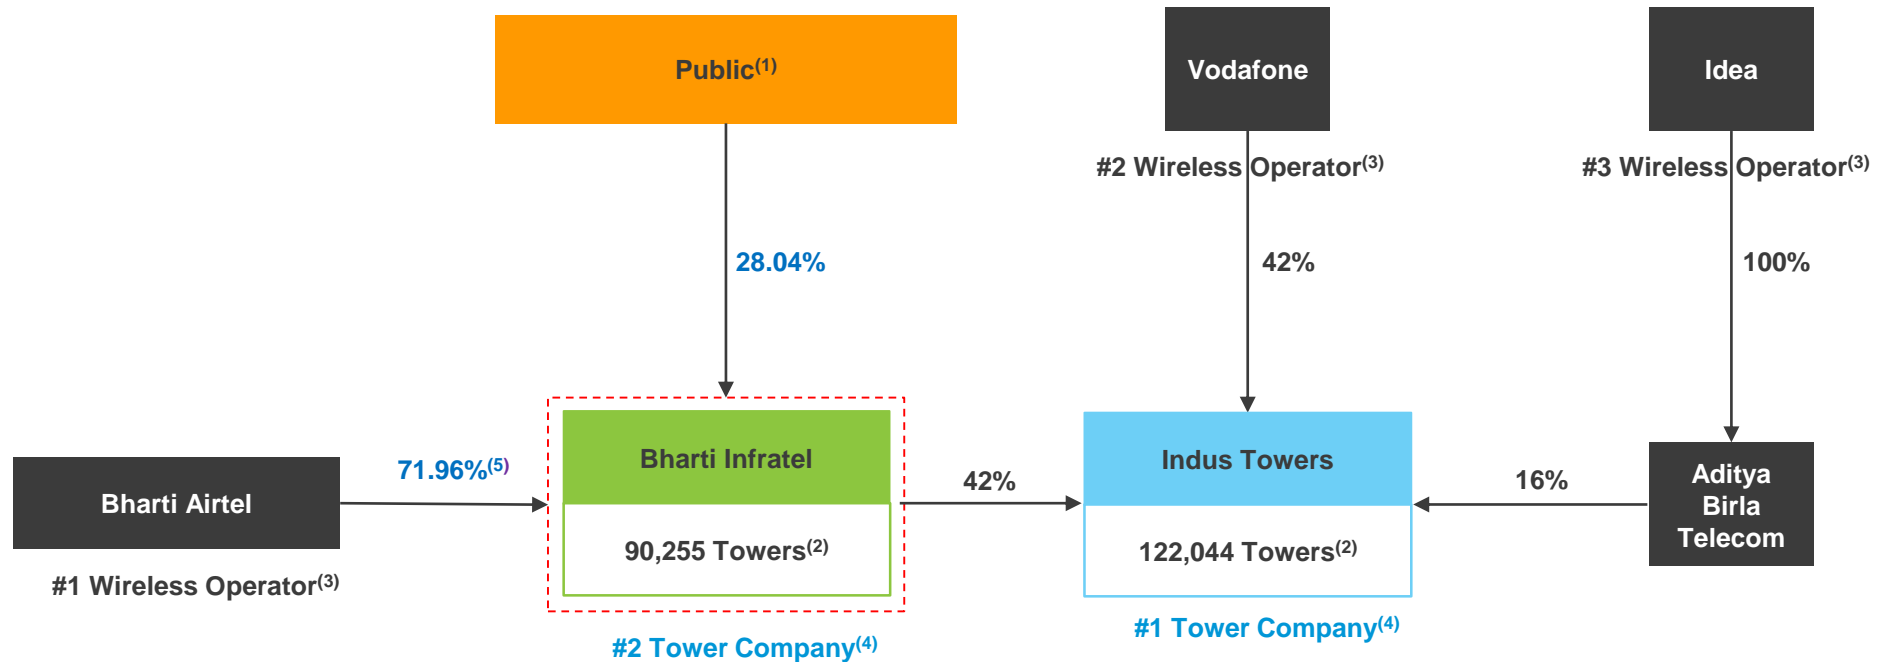 Public(1)
Vodafone
Idea
#2 Wireless Operator(3)
#3 Wireless Operator(3)
28.04%
42%
100%
Bharti Airtel
#1 Wireless Operator(3)
71.96%(5)
Bharti Infratel
90,255 Towers(2)
#2 Tower Company(4)
42%
Indus Towers
122,044 Towers(2)
#1 Tower Company(4)
16%
Aditya
Birla
Telecom